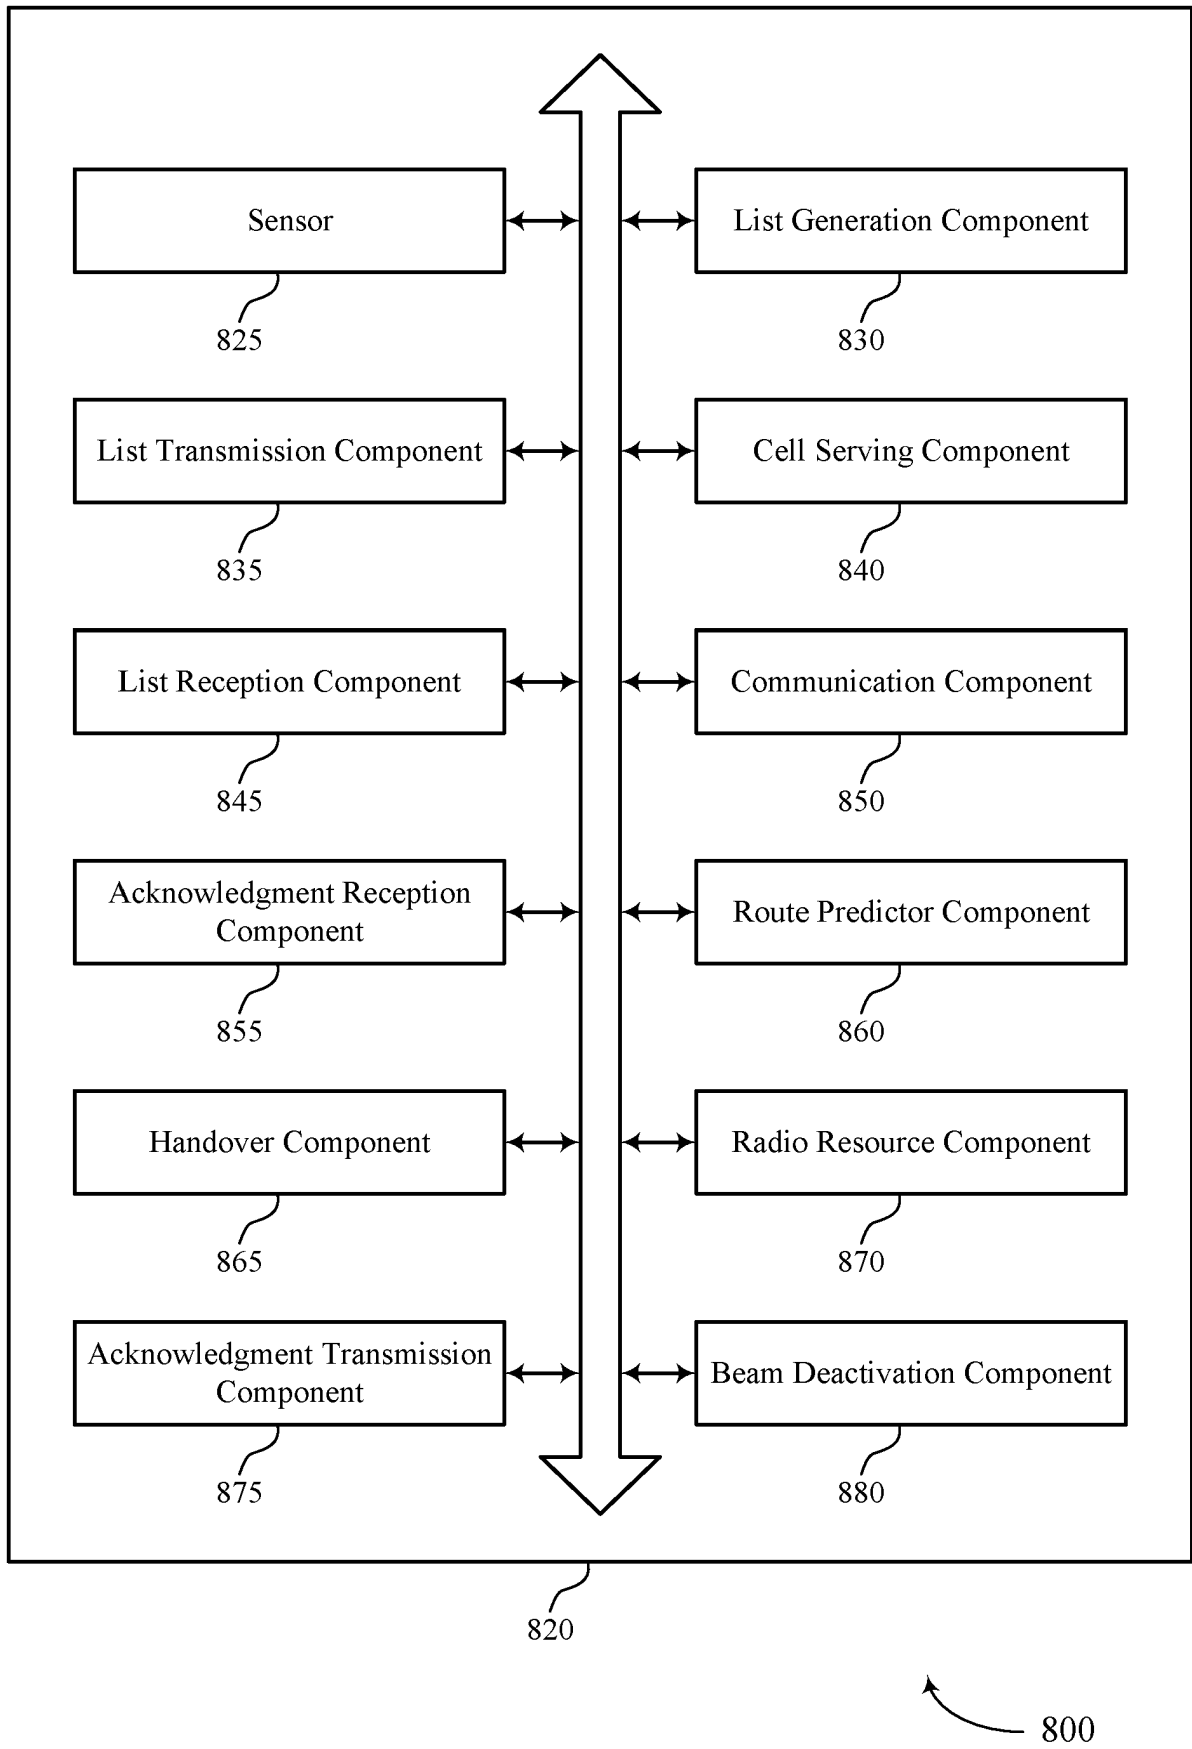 Sensor
825
List Generation Component
830
List Transmission Component
835
Cell Serving Component
840
List Reception Component
845
Communication Component
850
Acknowledgment Reception
Component
855
Route Predictor Component
860
Handover Component
865
Radio Resource Component
870
Acknowledgment Transmission
Component
875
Beam Deactivation Component
880
820
800